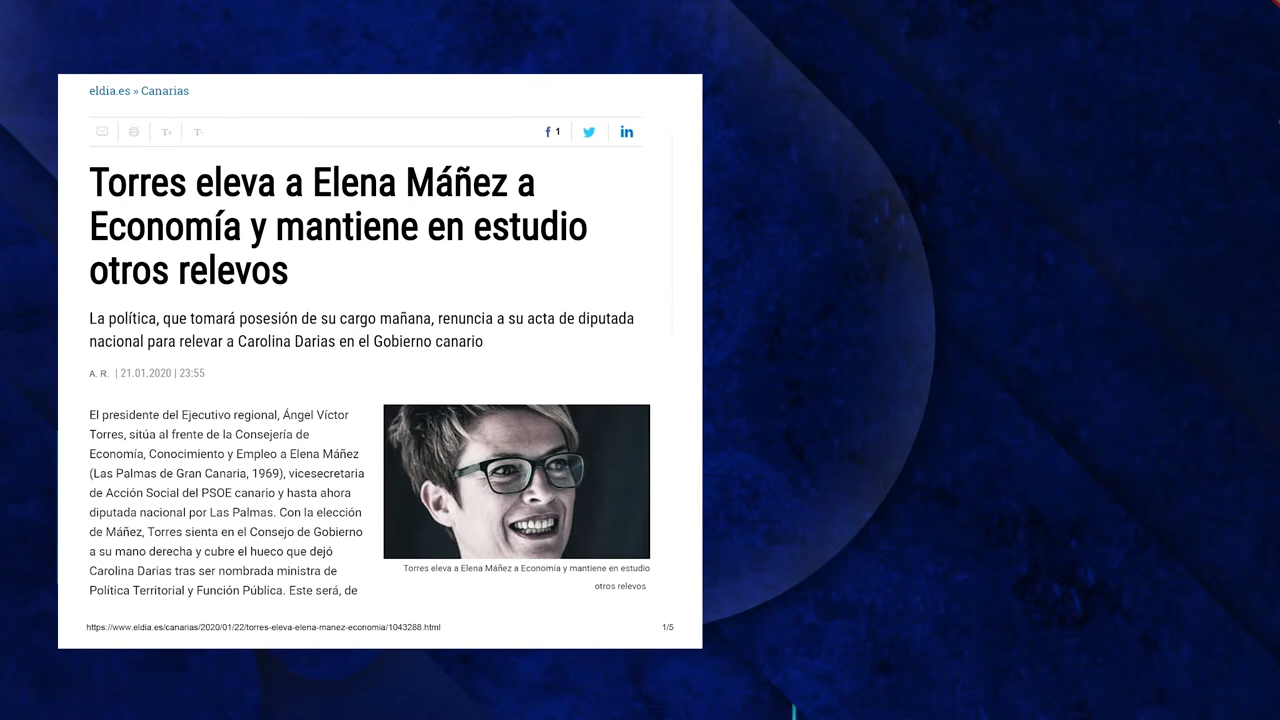 eldia.es » Canarias
T+ T-
1
Torres eleva a Elena Máñez a
Economía y mantiene en estudio
otros relevos
La política, que tomará posesión de su cargo mañana, renuncia a su acta de diputada
nacional para relevar a Carolina Darias en el Gobierno canario
A. R. | 21.01.2020 | 23:55
El presidente del Ejecutivo regional, Ángel Víctor
Torres, sitúa al frente de la Consejería de
Economía, Conocimiento y Empleo a Elena Máñez
(Las Palmas de Gran Canaria, 1969), vicesecretaria
de Acción Social del PSOE canario y hasta ahora
diputada nacional por Las Palmas. Con la elección
de Máñez, Torres sienta en el Consejo de Gobierno
a su mano derecha y cubre el hueco que dejó
Carolina Darias tras ser nombrada ministra de
Política Territorial y Función Pública. Este será, de
Torres eleva a Elena Máñez a Economía y mantiene en estudio
otros relevos
https://www.eldia.es/canarias/2020/01/22/torres-eleva-elena-manez-economia/1043288.html
1/5